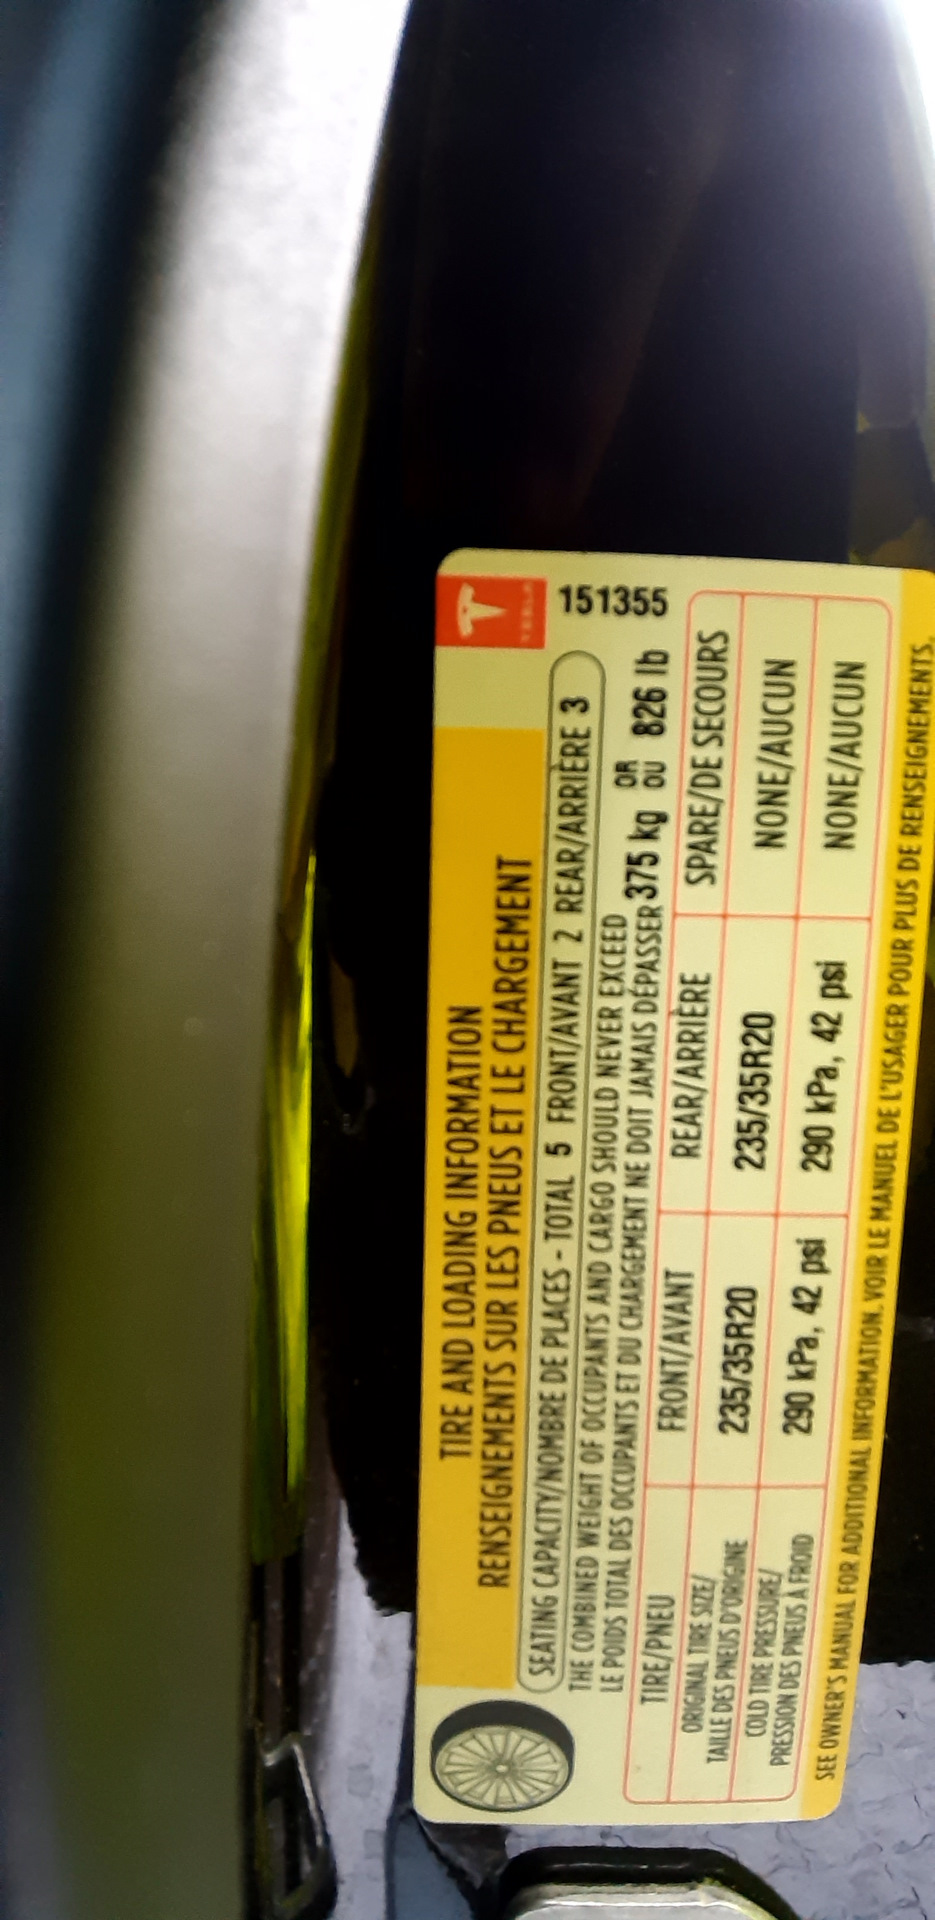 TESLA
TIRE AND LOADING INFORMATION
RENSEIGNEMENTS SUR LES PNEUS ET LE CHARGEMENT
SEATING CAPACITY/NOMBRE DE PLACES - TOTAL 5 FRONT/AVANT 2 REAR/ARRIÈRE 3
151355
THE COMBINED WEIGHT OF OCCUPANTS AND CARGO SHOULD NEVER EXCEED
LE POIDS TOTAL DES OCCUPANTS ET DU CHARGEMENT NE DOIT JAMAIS DÉPASSER
375 kg OR OU 826 lb
TIRE/PNEU FRONT/AVANT REAR/ARRIÈRE SPARE/DE SECOURS
ORIGINAL TIRE SIZE/
TAILLE DES PNEUS D'ORIGINE 235/35R20 235/35R20 NONE/AUCUN
COLD TIRE PRESSURE/
PRESSION DES PNEUS À FROID 290 kPa, 42 psi 290 kPa, 42 psi NONE/AUCUN
SEE OWNER'S MANUAL FOR ADDITIONAL INFORMATION. VOIR LE MANUEL DE L'USAGER POUR PLUS DE RENSEIGNEMENTS.